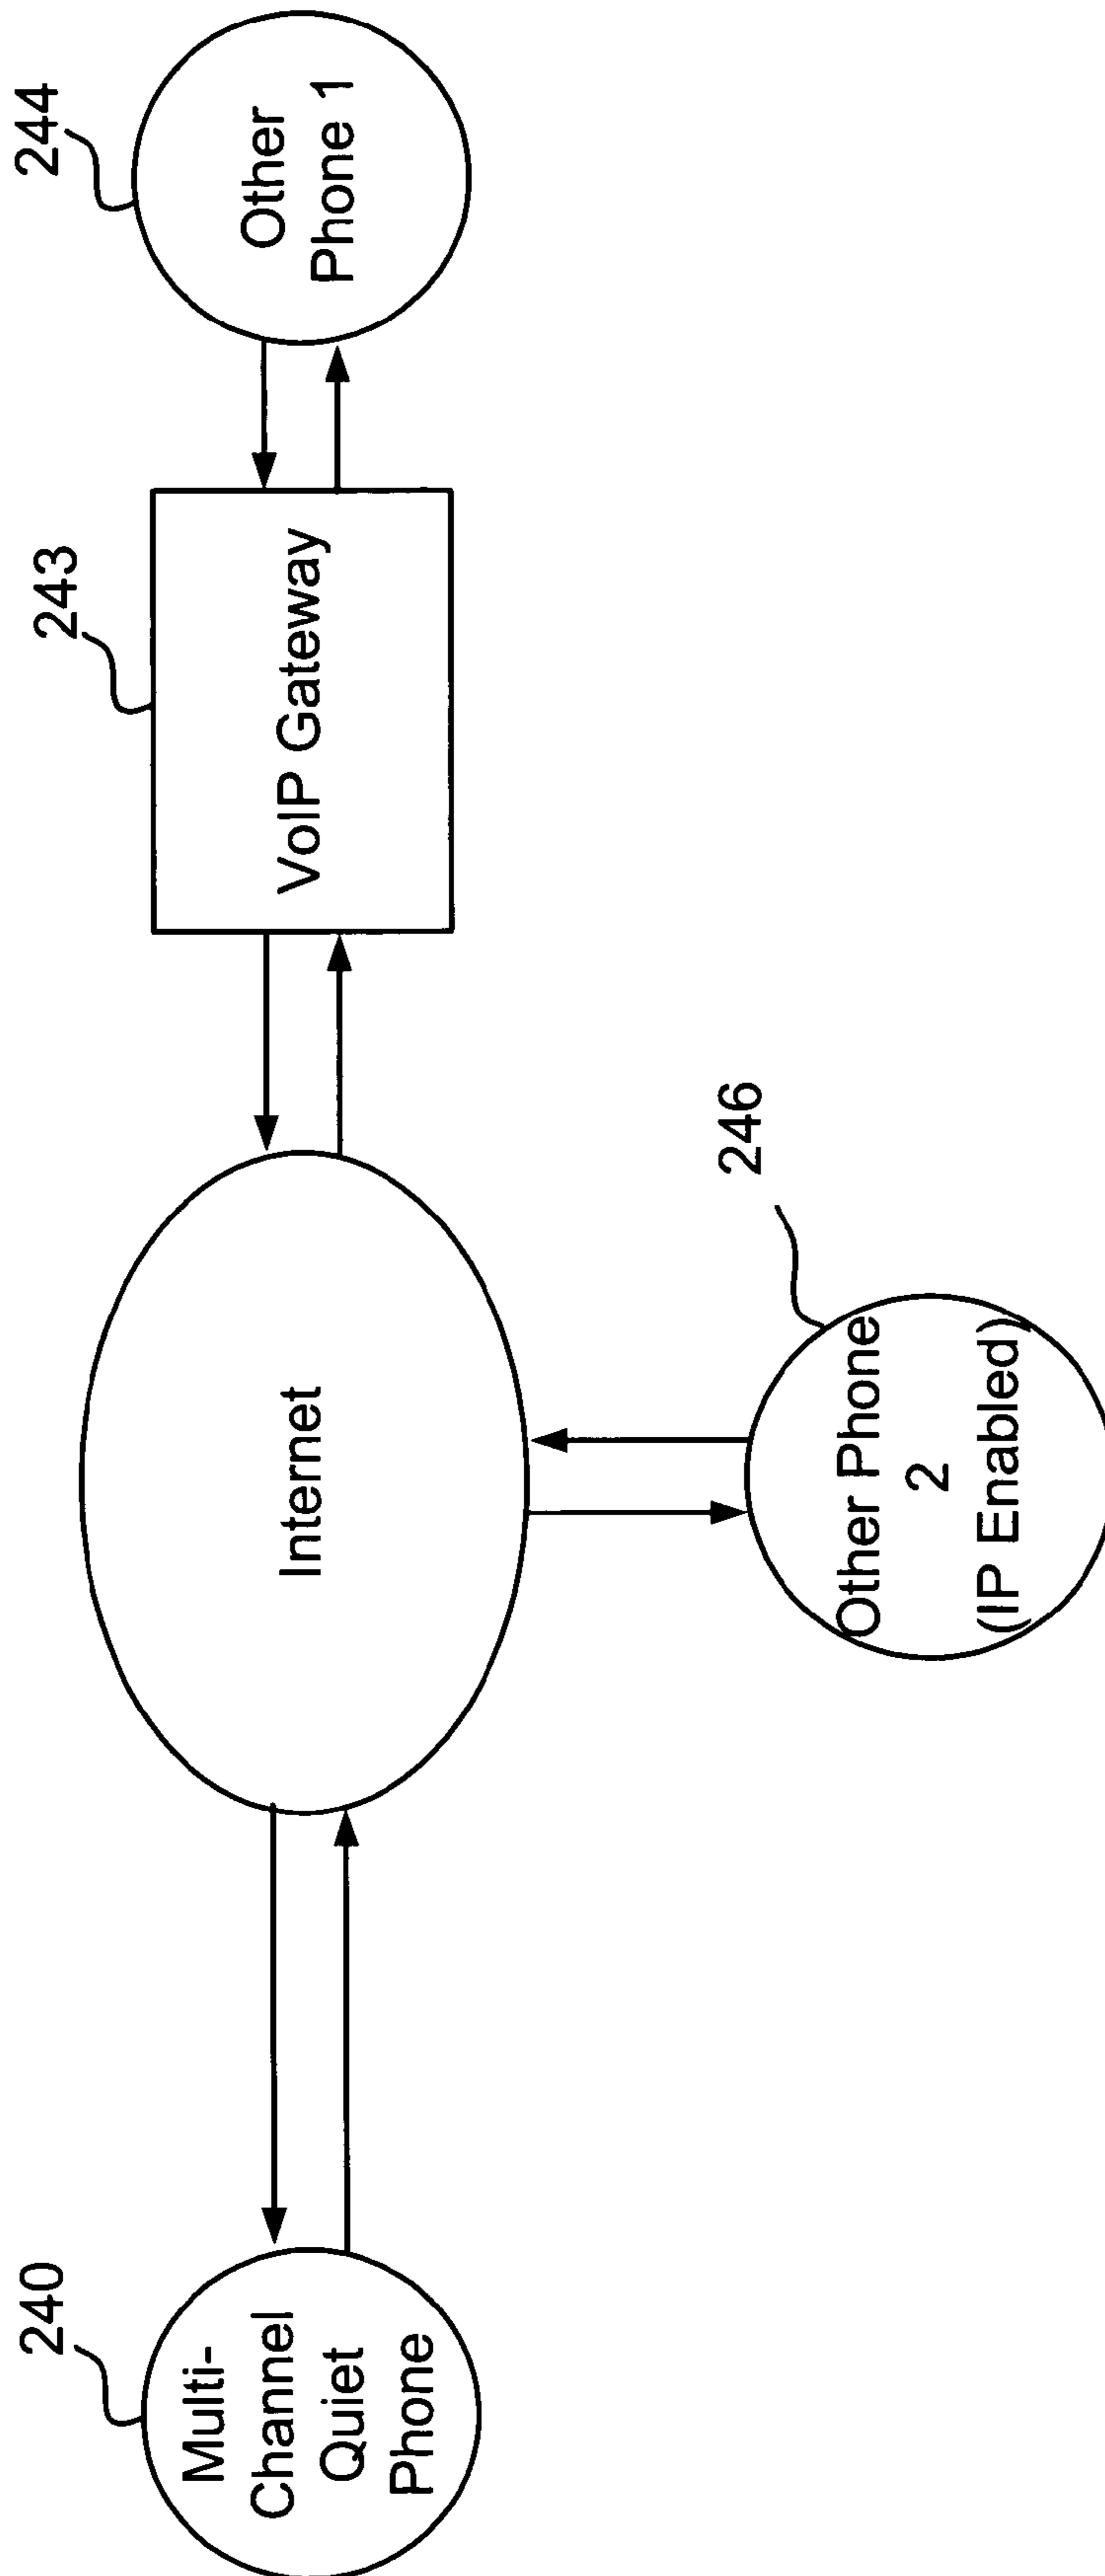 240
Multi-
Channel
Quiet
Phone
Internet
246
Other Phone
2
(IP Enabled)
243
VoIP Gateway
244
Other
Phone 1